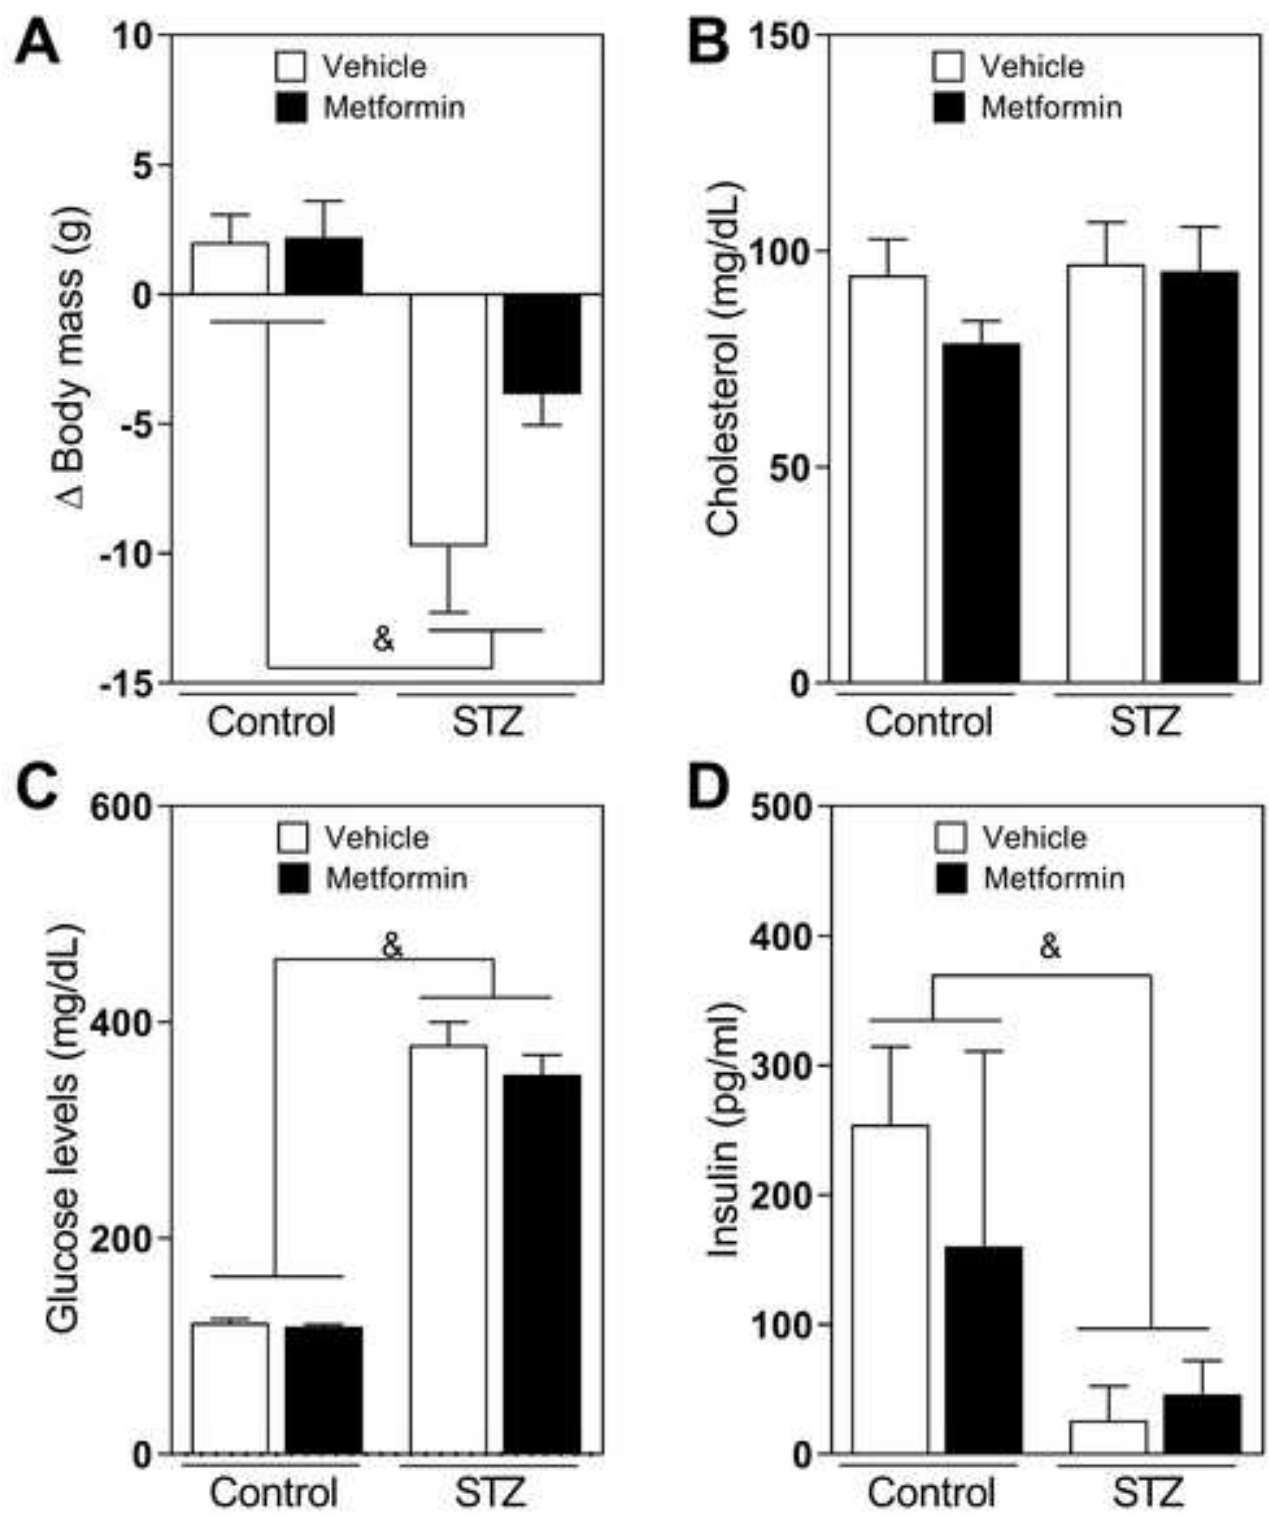 A
Δ Body mass (g)
10
5
0
-5
-10
-15
Vehicle
Metformin
&
Control STZ
B
Cholesterol (mg/dL)
150
100
50
0
Vehicle
Metformin
Control STZ
C
Glucose levels (mg/dL)
600
400
200
0
Vehicle
Metformin
&
Control STZ
D
Insulin (pg/ml)
500
400
300
200
100
0
Vehicle
Metformin
&
Control STZ